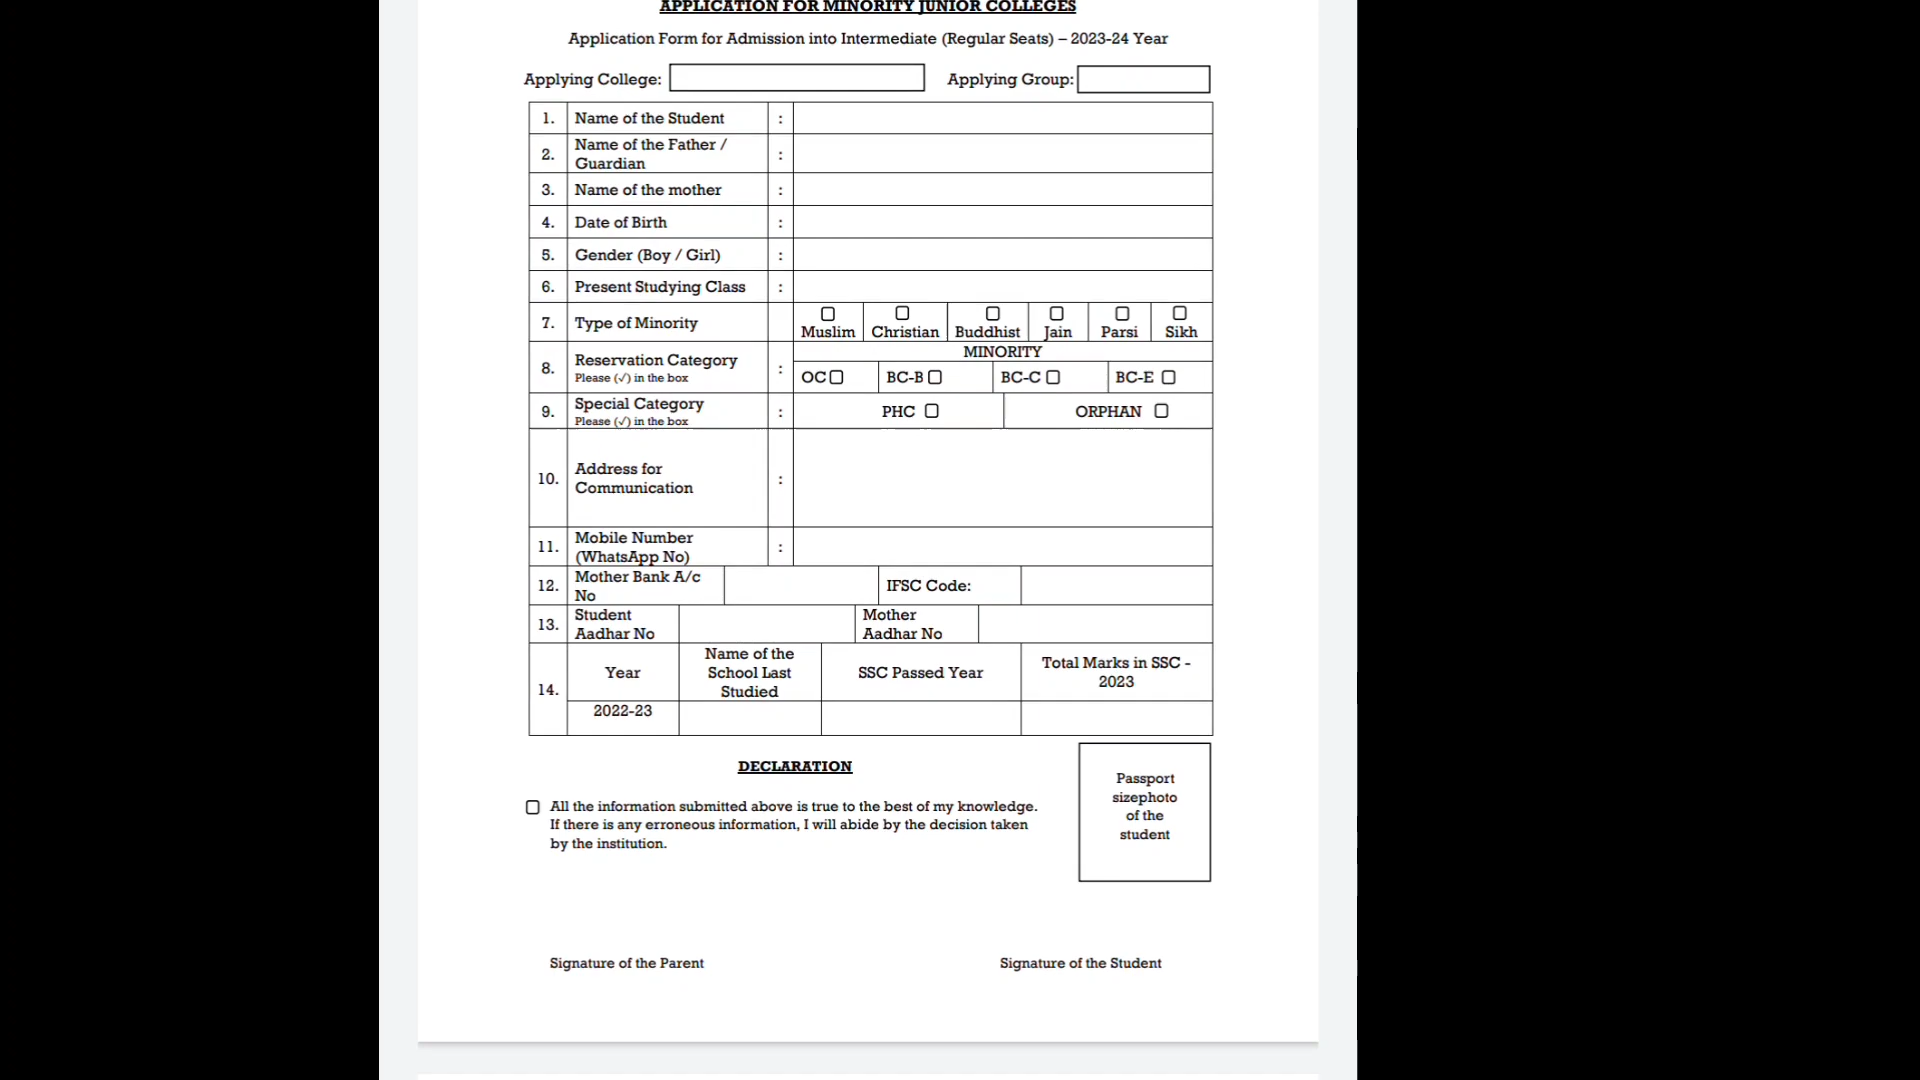 APPLICATION FOR MINORITY JUNIOR COLLEGES
Application Form for Admission into Intermediate (Regular Seats) – 2023-24 Year
Applying College:
Applying Group:
1. Name of the Student :
2. Name of the Father /
Guardian :
3. Name of the mother :
4. Date of Birth :
5. Gender (Boy / Girl) :
6. Present Studying Class :
7. Type of Minority
Muslim Christian Buddhist Jain Parsi Sikh
8. Reservation Category :
Please (✓) in the box
MINORITY
OC BC-B BC-C BC-E
9. Special Category :
Please (✓) in the box
PHC ORPHAN
10. Address for
Communication :
11. Mobile Number
(WhatsApp No) :
12. Mother Bank A/c
No
IFSC Code:
13. Student
Aadhar No
Mother
Aadhar No
14.
Year
Name of the
School Last
Studied
SSC Passed Year
Total Marks in SSC -
2023
2022-23
DECLARATION
All the information submitted above is true to the best of my knowledge.
If there is any erroneous information, I will abide by the decision taken
by the institution.
Passport
sizephoto
of the
student
Signature of the Parent
Signature of the Student